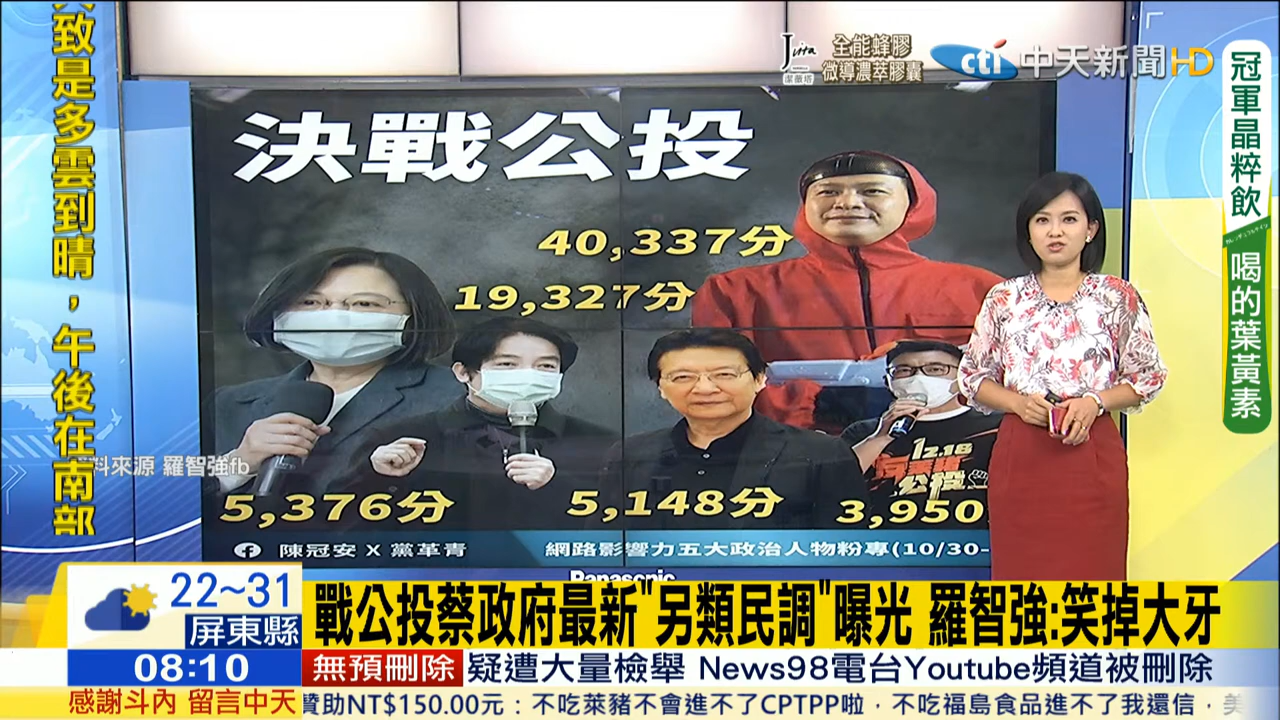 致是多雲到晴，午後在南部
Jvita
潔薇塔
全能蜂膠
微導濃萃膠囊
cti 中天新聞HD
冠軍晶粹飲
喝的葉黃素
決戰公投
40,337分
19,327分
12.18
公投
料來源 羅智強fb
5,376分
5,148分
3,950
陳冠安 X 黨革青
網路影響力五大政治人物粉專(10/30-
Panasonic
22~31
屏東縣
戰公投蔡政府最新"另類民調"曝光 羅智強:笑掉大牙
08:10
無預刪除
疑遭大量檢舉 News98電台Youtube頻道被刪除
感謝斗內 留言中天
贊助NT$150.00元：不吃萊豬不會進不了CPTPP啦，不吃福島食品進不了我還信，美